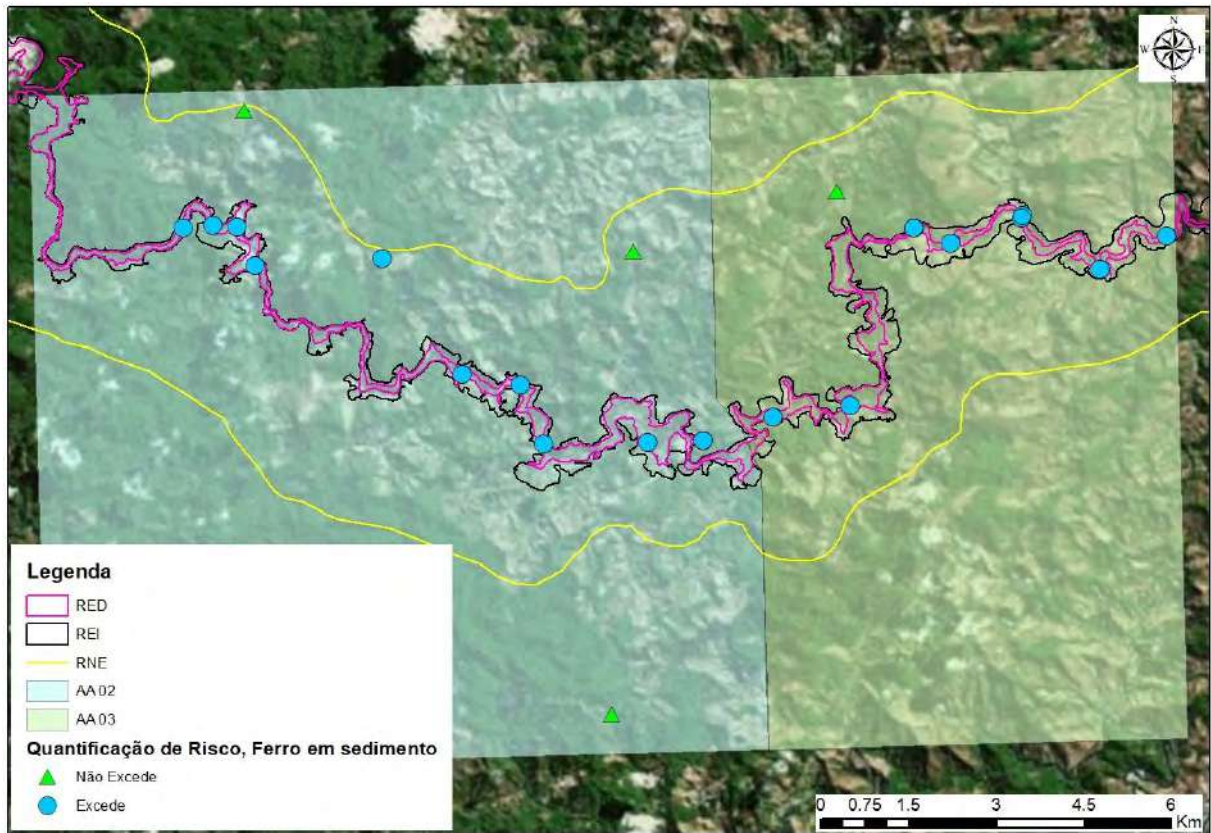 N
W E
S
Legenda
RED
REI
RNE
AA 02
AA 03
Quantificação de Risco, Ferro em sedimento
Não Excede
Excede
0 0.75 1.5 3 4.5 6
Km